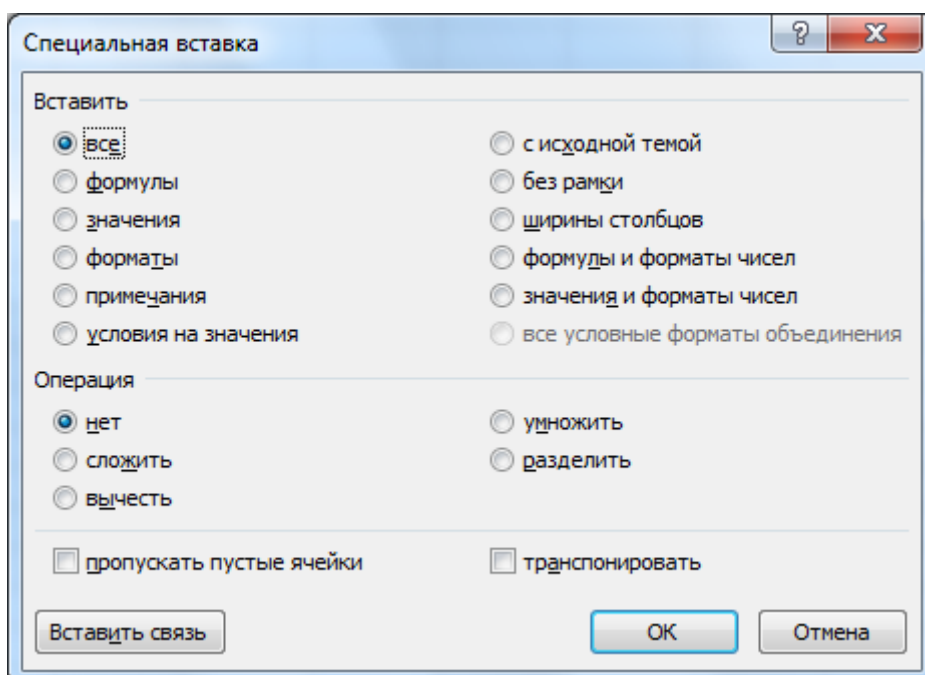 Специальная вставка
Вставить
все
с исходной темой
формулы
без рамки
значения
ширины столбцов
форматы
формулы и форматы чисел
примечания
значения и форматы чисел
условия на значения
все условные форматы объединения
Операция
нет
умножить
сложить
разделить
вычесть
пропускать пустые ячейки
транспонировать
Вставить связь
ОК
Отмена